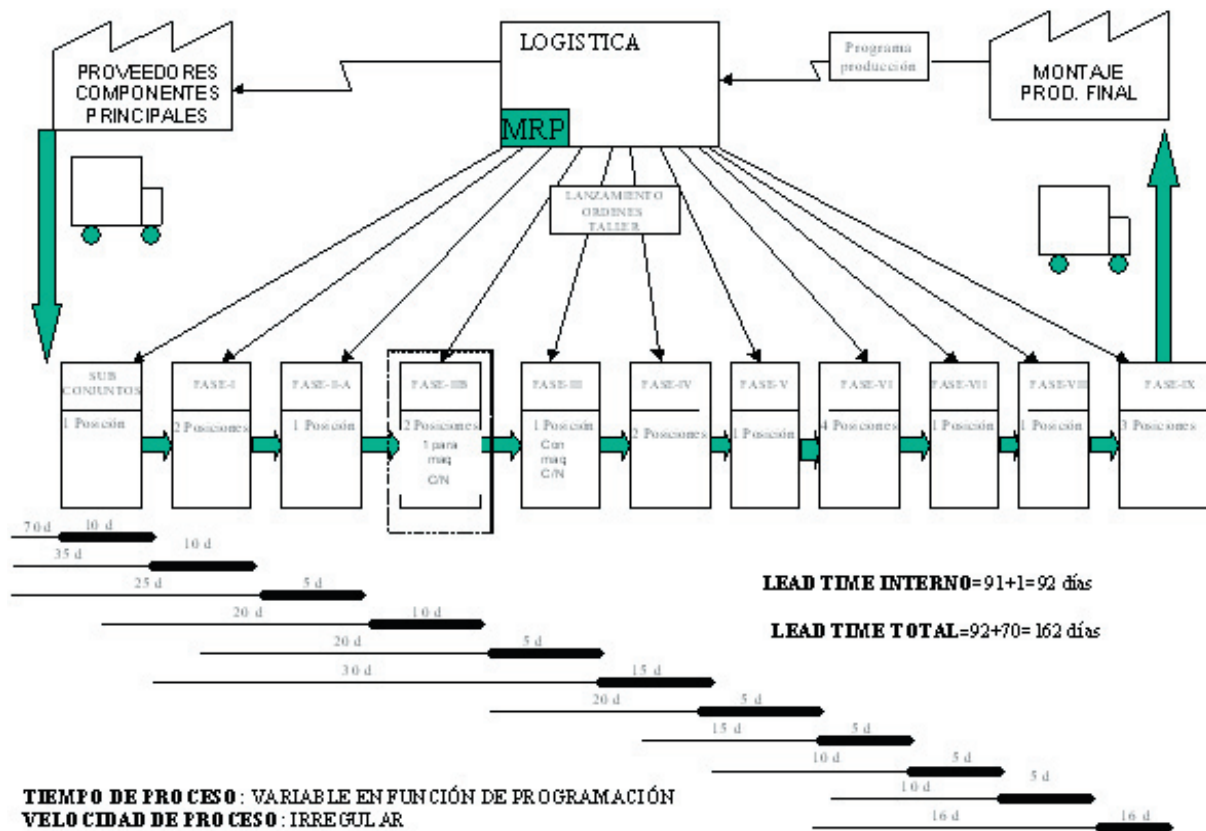 PROVEEDORES
COMPONENTES
PRINCIPALES
LOGISTICA
MRP
Programa
producción
MONTAJE
PROD. FINAL
LANZAMIENTO
ORDENES
TALLER
SUB
CONJUNTOS
1 Posición
FASE-I
2 Posiciones
FASE-II-A
1 Posición
FASE-IIB
2 Posiciones
1 para
maq
C/N
FASE-III
1 Posición
Con
maq
C/N
FASE-IV
2 Posiciones
FASE-V
1 Posición
FASE-VI
4 Posiciones
FASE-VII
1 Posición
FASE-VIII
1 Posición
FASE-IX
3 Posiciones
70 d 10 d
35 d 10 d
25 d 5 d
20 d 10 d
20 d 5 d
30 d 15 d
20 d 5 d
15 d 5 d
10 d 5 d
10 d 5 d
16 d 16 d
LEAD TIME INTERNO=91+1=92 días
LEAD TIME TOTAL=92+70=162 días
TIEMPO DE PROCESO: VARIABLE EN FUNCIÓN DE PROGRAMACIÓN
VELOCIDAD DE PROCESO: IRREGULAR